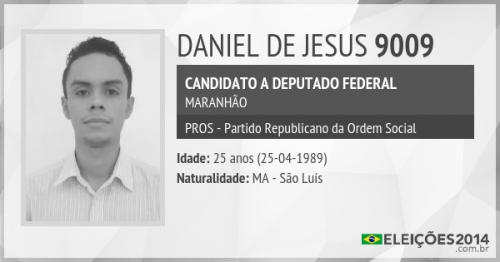 DANIEL DE JESUS 9009
CANDIDATO A DEPUTADO FEDERAL
MARANHÃO
PROS - Partido Republicano da Ordem Social
Idade: 25 anos (25-04-1989)
Naturalidade: MA - São Luís
ELEIÇÕES2014
.com.br